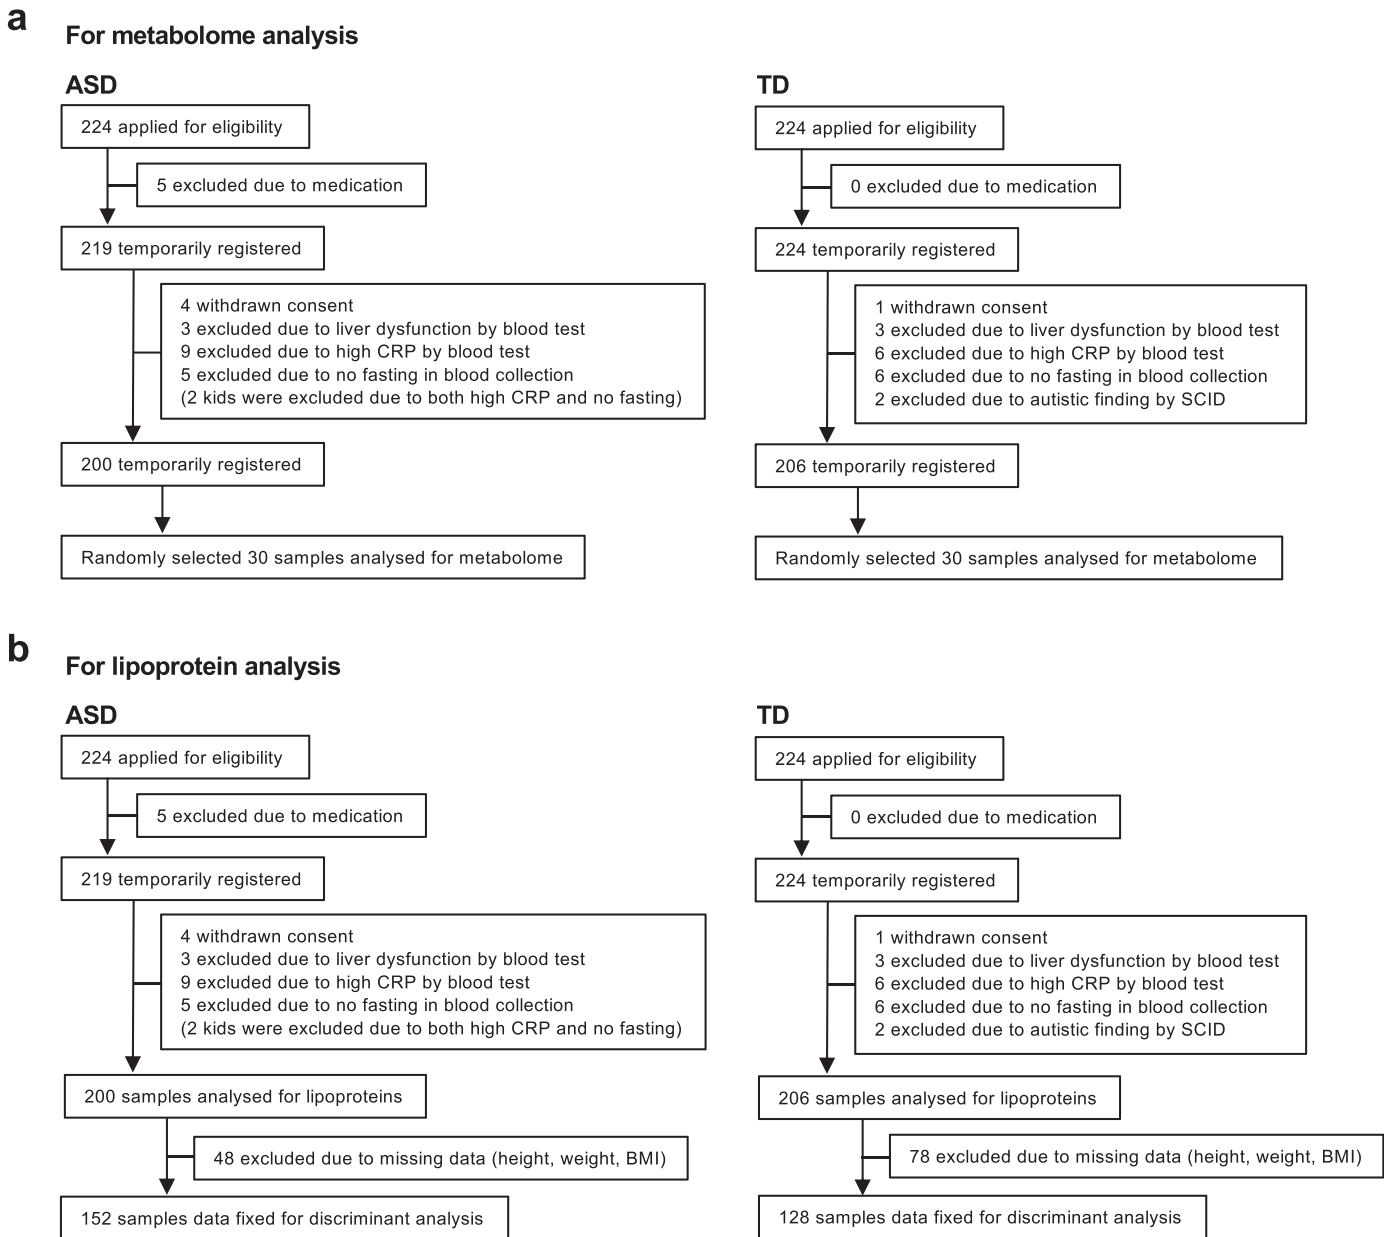 a
For metabolome analysis
ASD
224 applied for eligibility
5 excluded due to medication
219 temporarily registered
4 withdrawn consent
3 excluded due to liver dysfunction by blood test
9 excluded due to high CRP by blood test
5 excluded due to no fasting in blood collection
(2 kids were excluded due to both high CRP and no fasting)
200 temporarily registered
Randomly selected 30 samples analysed for metabolome
TD
224 applied for eligibility
0 excluded due to medication
224 temporarily registered
1 withdrawn consent
3 excluded due to liver dysfunction by blood test
6 excluded due to high CRP by blood test
6 excluded due to no fasting in blood collection
2 excluded due to autistic finding by SCID
206 temporarily registered
Randomly selected 30 samples analysed for metabolome
b
For lipoprotein analysis
ASD
224 applied for eligibility
5 excluded due to medication
219 temporarily registered
4 withdrawn consent
3 excluded due to liver dysfunction by blood test
9 excluded due to high CRP by blood test
5 excluded due to no fasting in blood collection
(2 kids were excluded due to both high CRP and no fasting)
200 samples analysed for lipoproteins
48 excluded due to missing data (height, weight, BMI)
152 samples data fixed for discriminant analysis
TD
224 applied for eligibility
0 excluded due to medication
224 temporarily registered
1 withdrawn consent
3 excluded due to liver dysfunction by blood test
6 excluded due to high CRP by blood test
6 excluded due to no fasting in blood collection
2 excluded due to autistic finding by SCID
206 samples analysed for lipoproteins
78 excluded due to missing data (height, weight, BMI)
128 samples data fixed for discriminant analysis